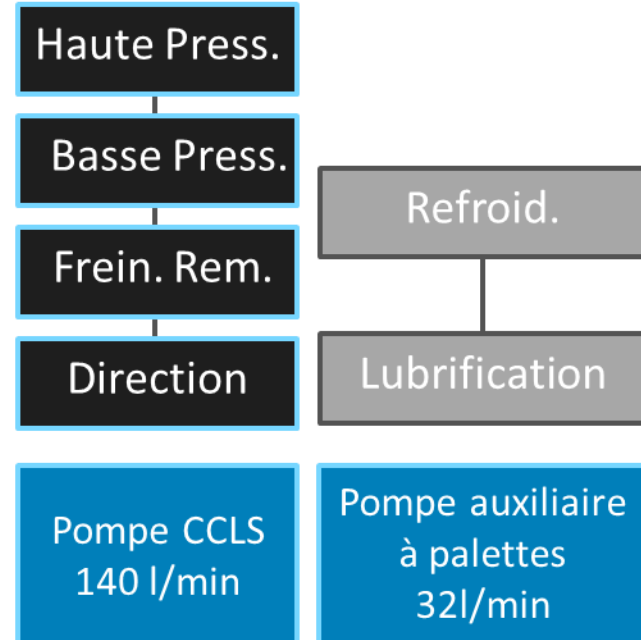 Haute Press.
Basse Press.
Frein. Rem.
Direction
Refroid.
Lubrification
Pompe CCLS
140 l/min
Pompe auxiliaire
à palettes
32l/min